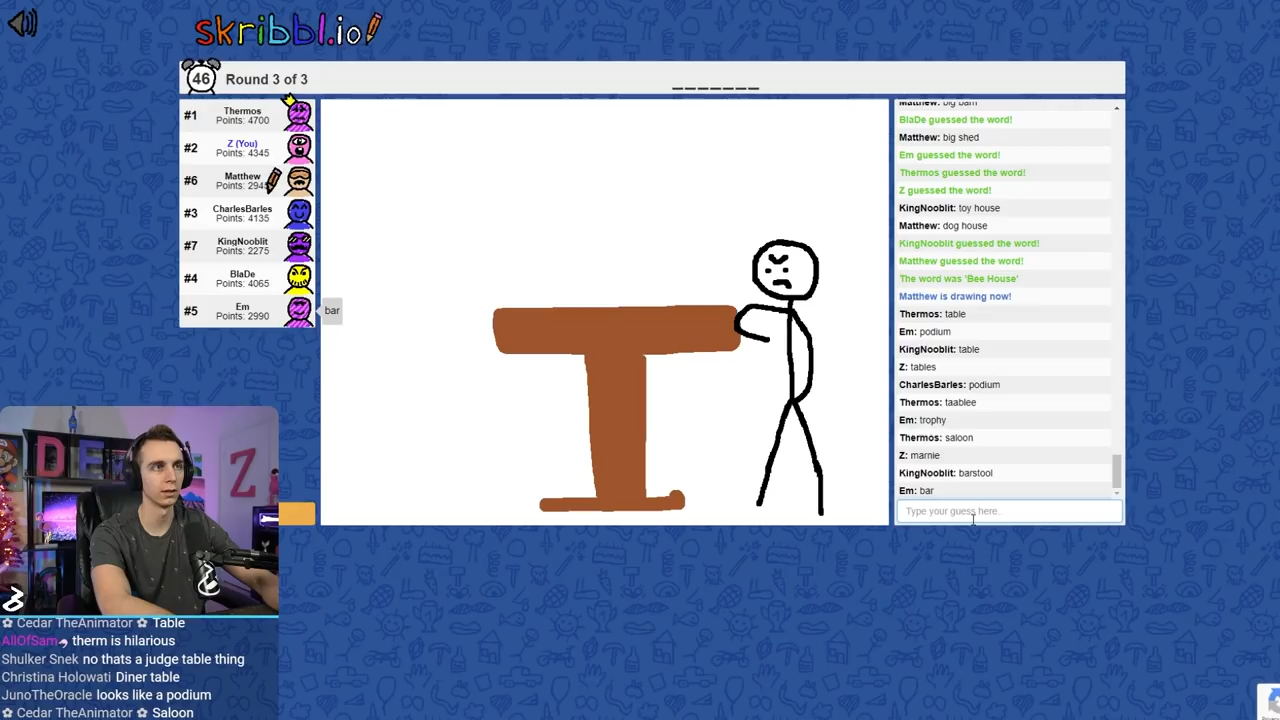 skribbl.io
46 Round 3 of 3
_______
#1 Thermos
Points: 4700
#2 Z (You)
Points: 4345
#6 Matthew
#3 CharlesBarles
Points: 4135
#7 KingNooblit
Points: 2275
#4 BlaDe
Points: 4065
#5 Em
Points: 2990
bar
BlaDe guessed the word!
Matthew: big shed
Em guessed the word!
Thermos guessed the word!
Z guessed the word!
KingNooblit: toy house
Matthew: dog house
KingNooblit guessed the word!
Matthew guessed the word!
The word was 'Bee House'
Matthew is drawing now!
Thermos: table
Em: podium
KingNooblit: table
Z: tables
CharlesBarles: podium
Thermos: taablee
Em: trophy
Thermos: saloon
Z: marnie
KingNooblit: barstool
Em: bar
Type your guess here..
DE Z
✿ Cedar TheAnimator ✿ Table
AllOfSam therm is hilarious
Shulker Snek no thats a judge table thing
Christina Holowati Diner table
JunoTheOracle looks like a podium
✿ Cedar TheAnimator ✿ Saloon